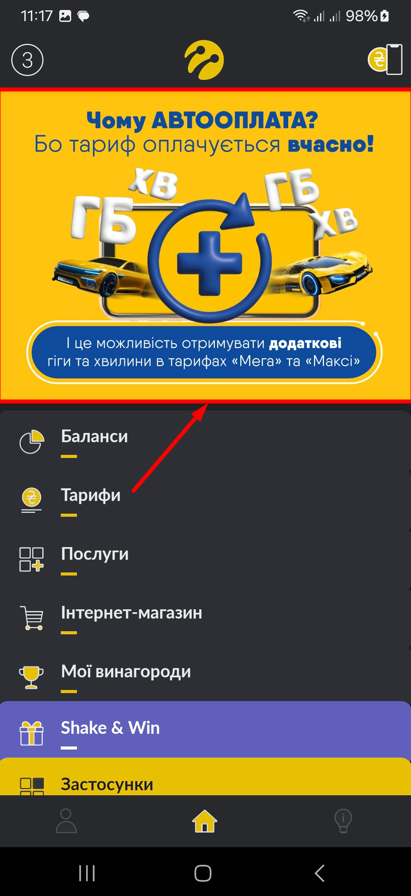 11:17
98%
3
Чому АВТООПЛАТА?
Бо тариф оплачується вчасно!
ГБ ХВ ГБ ХВ
І це можливість отримувати додаткові
гіги та хвилини в тарифах «Мега» та «Максі»
Баланси
Тарифи
Послуги
Інтернет-магазин
Мої винагороди
Shake & Win
Застосунки